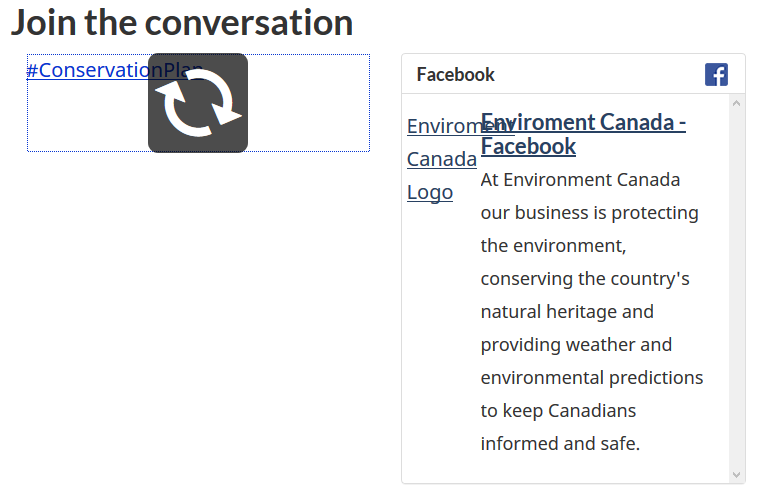 Join the conversation
#ConservationPlan
Facebook
Enviroment
Canada
Logo
Enviroment Canada -
Facebook
At Environment Canada
our business is protecting
the environment,
conserving the country's
natural heritage and
providing weather and
environmental predictions
to keep Canadians
informed and safe.